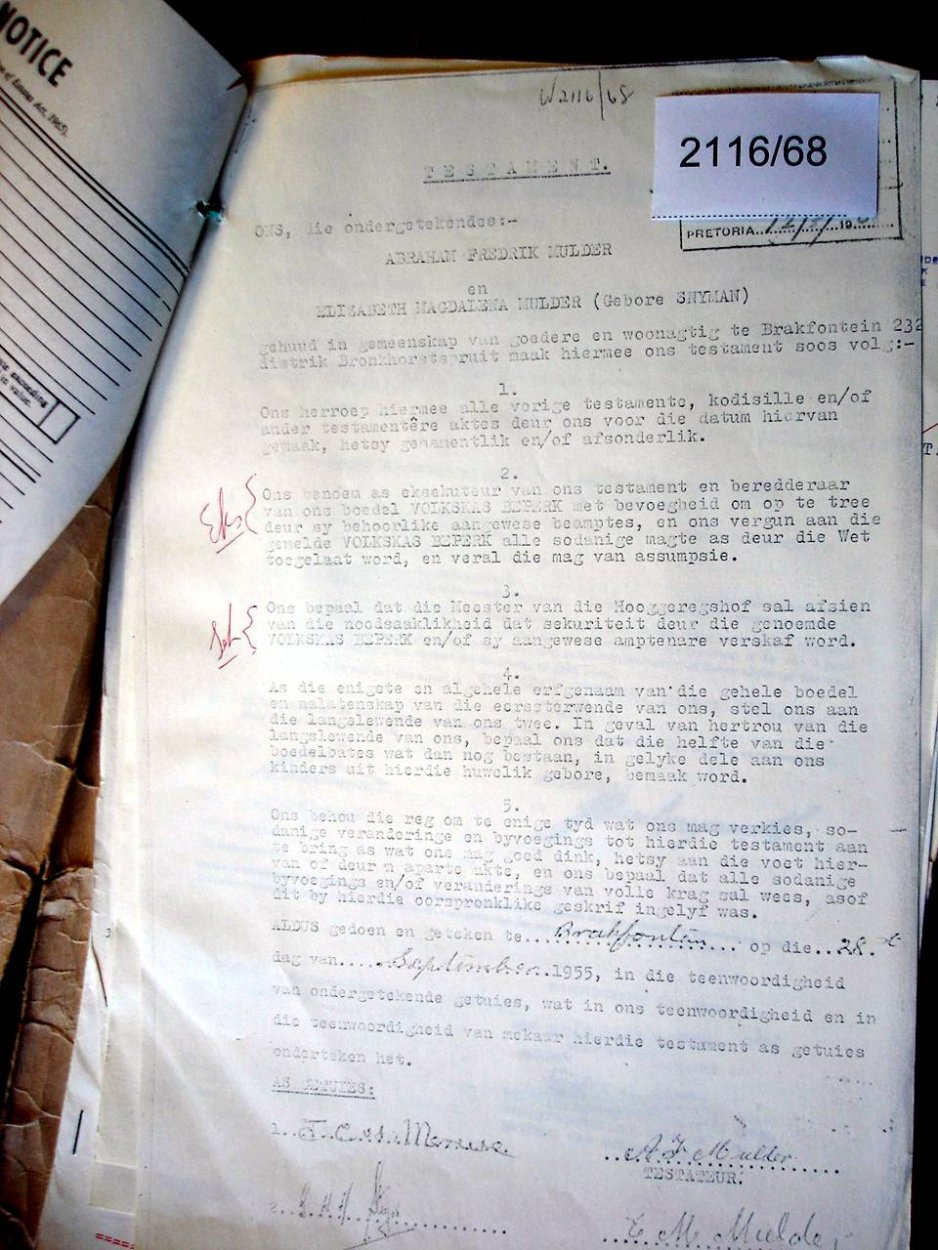 NOTICE
of Estates Act, 1965).
exceeding
in value.
W2116/68
2116/68
PRETORIA
19
TESTAMENT.
ONS, die ondergetekendes:-
ABRAHAM FREDRIK MULDER
en
ELIZABETH MAGDALENA MULDER (Gebore SNYMAN)
gehuud in gemeenskap van goedere en woonagtig te Brakfontein 232
distrik Bronkhorstspruit maak hiermee ons testament soos volg:-
1.
Ons herroep hiermee alle vorige testamente, kodisille en/of
ander testamentêre aktes deur ons voor die datum hiervan
gemaak, hetsy gesamentlik en/of afsonderlik.
2.
Eks
Ons benoem as eksekuteur van ons testament en beredderaar
van ons boedel VOLKSKAS BEPERK met bevoegheid om op te tree
deur sy behoorlike aangewese beamptes, en ons vergun aan die
gemelde VOLKSKAS BEPERK alle sodanige magte as deur die Wet
toegelaat word, en veral die mag van assumpsie.
3.
Sek
Ons bepaal dat die Meester van die Hooggeregshof sal afsien
van die noodsaaklikheid dat sekuriteit deur die genoemde
VOLKSKAS BEPERK en/of sy aangewese amptenare verskaf word.
4.
As die enigste en algehele erfgenaam van die gehele boedel
en nalatenskap van die eerssterwende van ons, stel ons aan
die langslewende van ons twee. In geval van hertrou van die
langslewende van ons, bepaal ons dat die helfte van die
boedelbates wat dan nog bestaan, in gelyke dele aan ons
kinders uit hierdie huwelik gebore, bemaak word.
5.
Ons behou die reg om te enige tyd wat ons mag verkies, so-
danige veranderinge en byvoegings tot hierdie testament aan
te bring as wat ons mag goed dink, hetsy aan die voet hier-
van of deur n aparte akte, en ons bepaal dat alle sodanige
byvoegings en/of veranderings van volle krag sal wees, asof
dit by hierdie oorspronklike geskrif ingelyf was.
ALDUS gedoen en geteken te....Brakfontein... op die..28.
dag van....September.1955, in die teenwoordigheid
van ondergetekende getuies, wat in ons teenwoordigheid en in
die teenwoordigheid van mekaar hierdie testament as getuies
onderteken het.
AS GETUIES:
1.
A F Mulder
TESTATEUR.
2.
E M Mulder